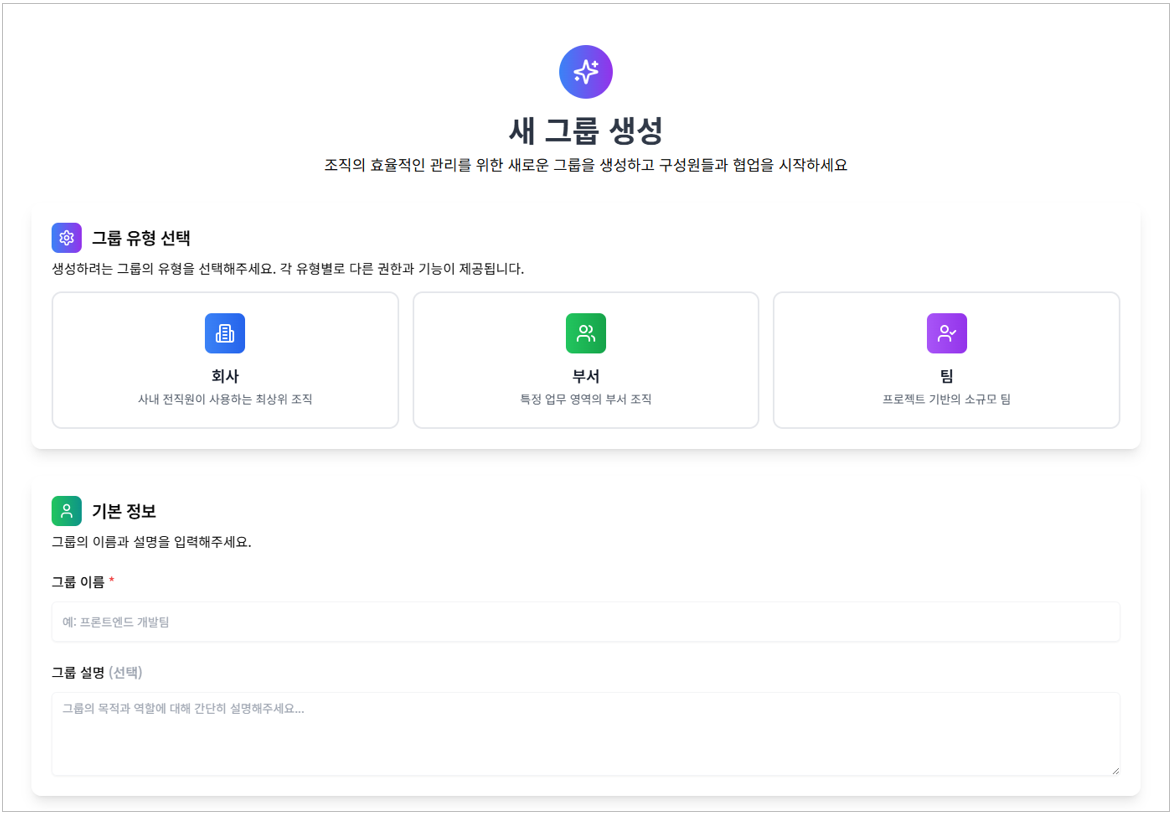 새 그룹 생성
조직의 효율적인 관리를 위한 새로운 그룹을 생성하고 구성원들과 협업을 시작하세요
그룹 유형 선택
생성하려는 그룹의 유형을 선택해주세요. 각 유형별로 다른 권한과 기능이 제공됩니다.
회사
사내 전직원이 사용하는 최상위 조직
부서
특정 업무 영역의 부서 조직
팀
프로젝트 기반의 소규모 팀
기본 정보
그룹의 이름과 설명을 입력해주세요.
그룹 이름 *
예: 프론트엔드 개발팀
그룹 설명 (선택)
그룹의 목적과 역할에 대해 간단히 설명해주세요...